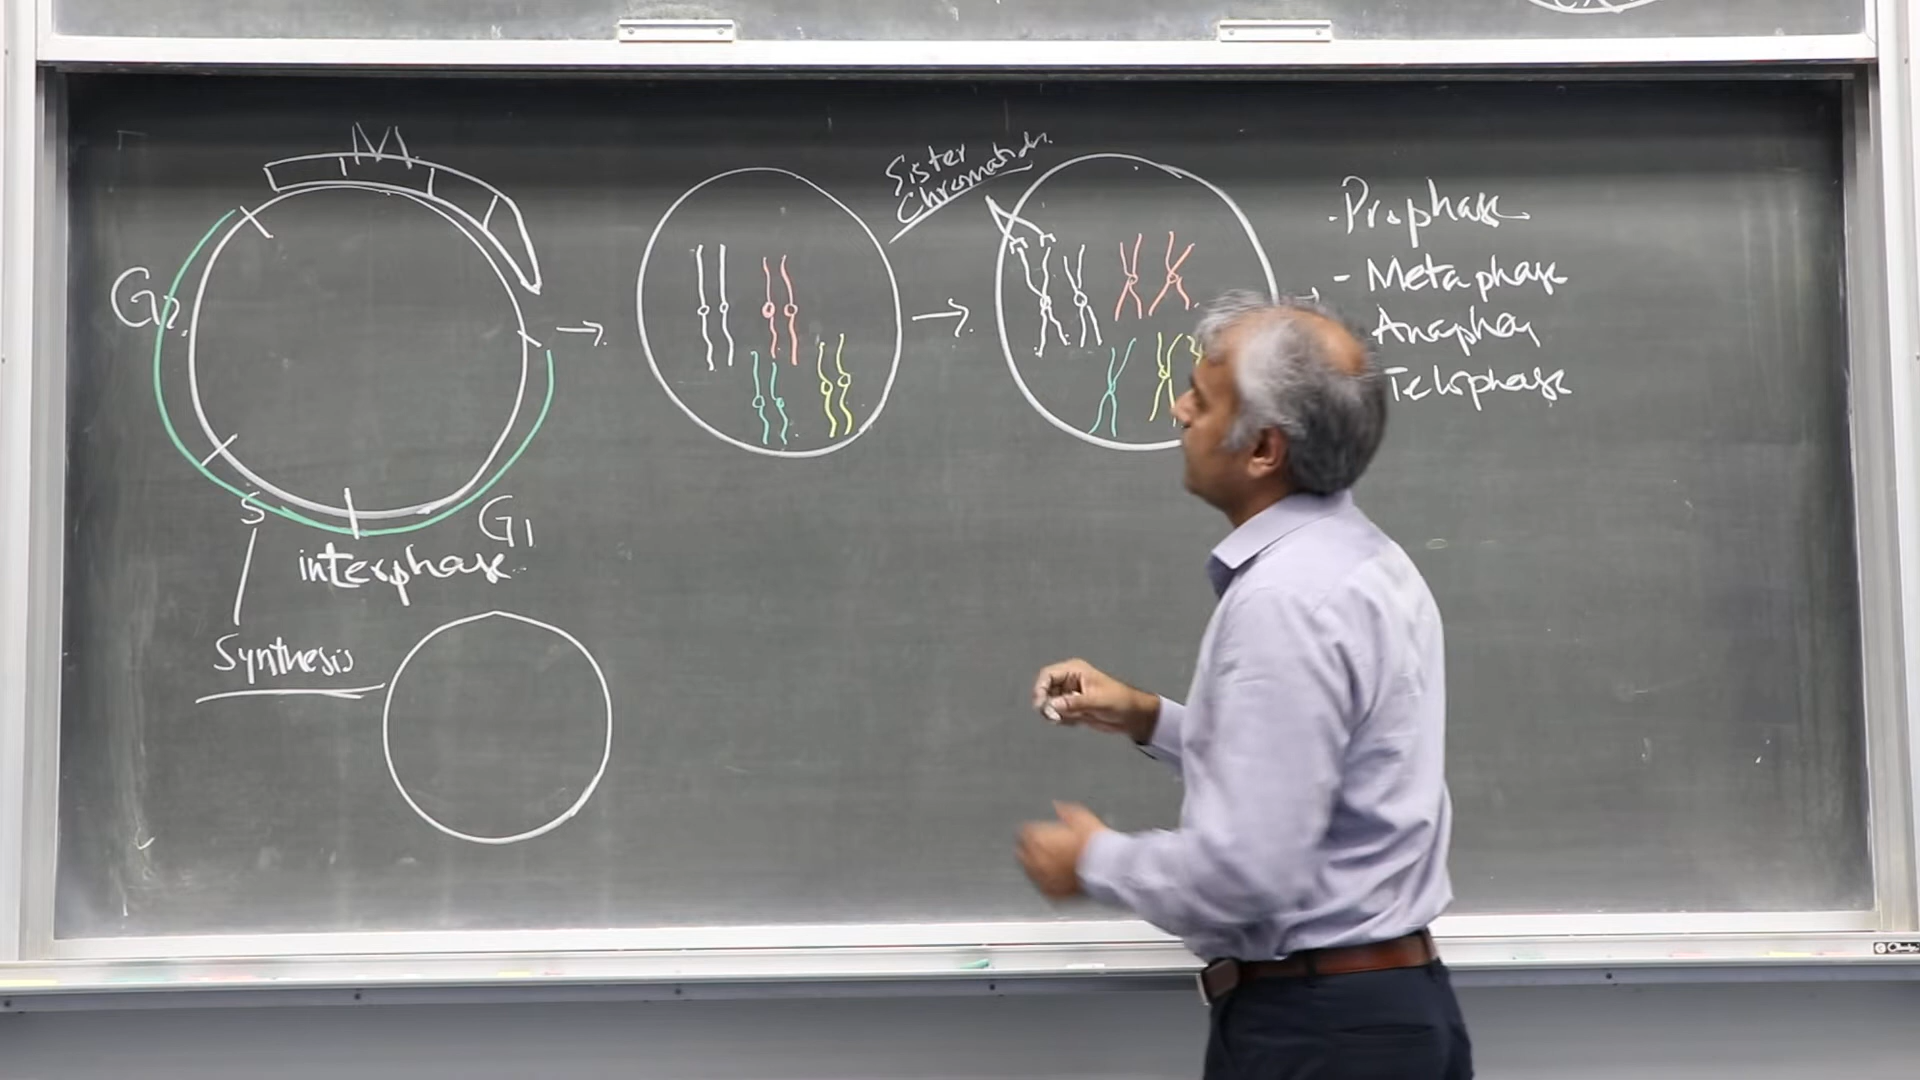 M
G2
S
G1
interphase
Synthesis
Sister
Chromatids
- Prophase
- Metaphase
Anaphase
Telophase